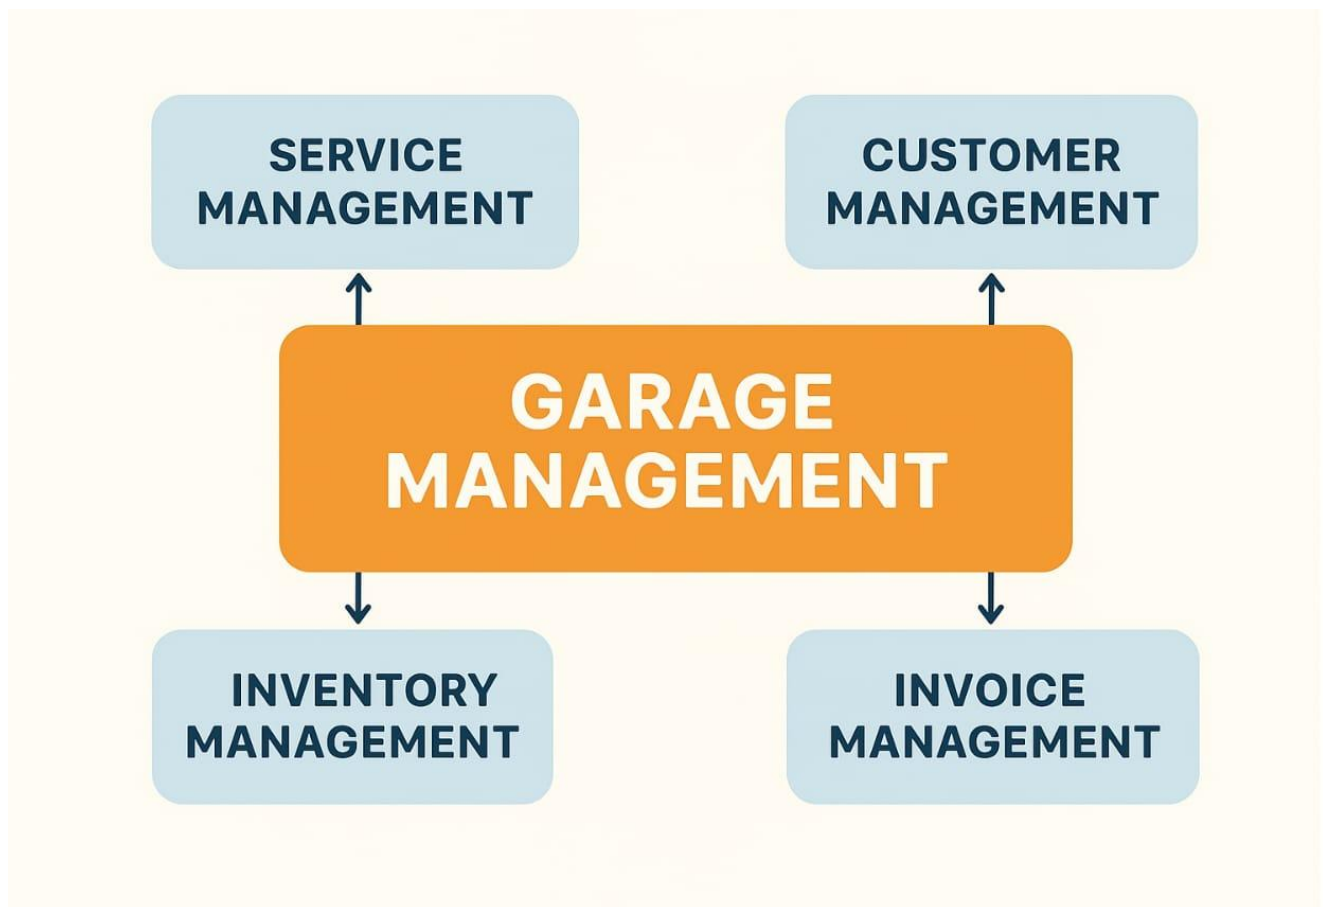 SERVICE
MANAGEMENT
CUSTOMER
MANAGEMENT
GARAGE
MANAGEMENT
INVENTORY
MANAGEMENT
INVOICE
MANAGEMENT